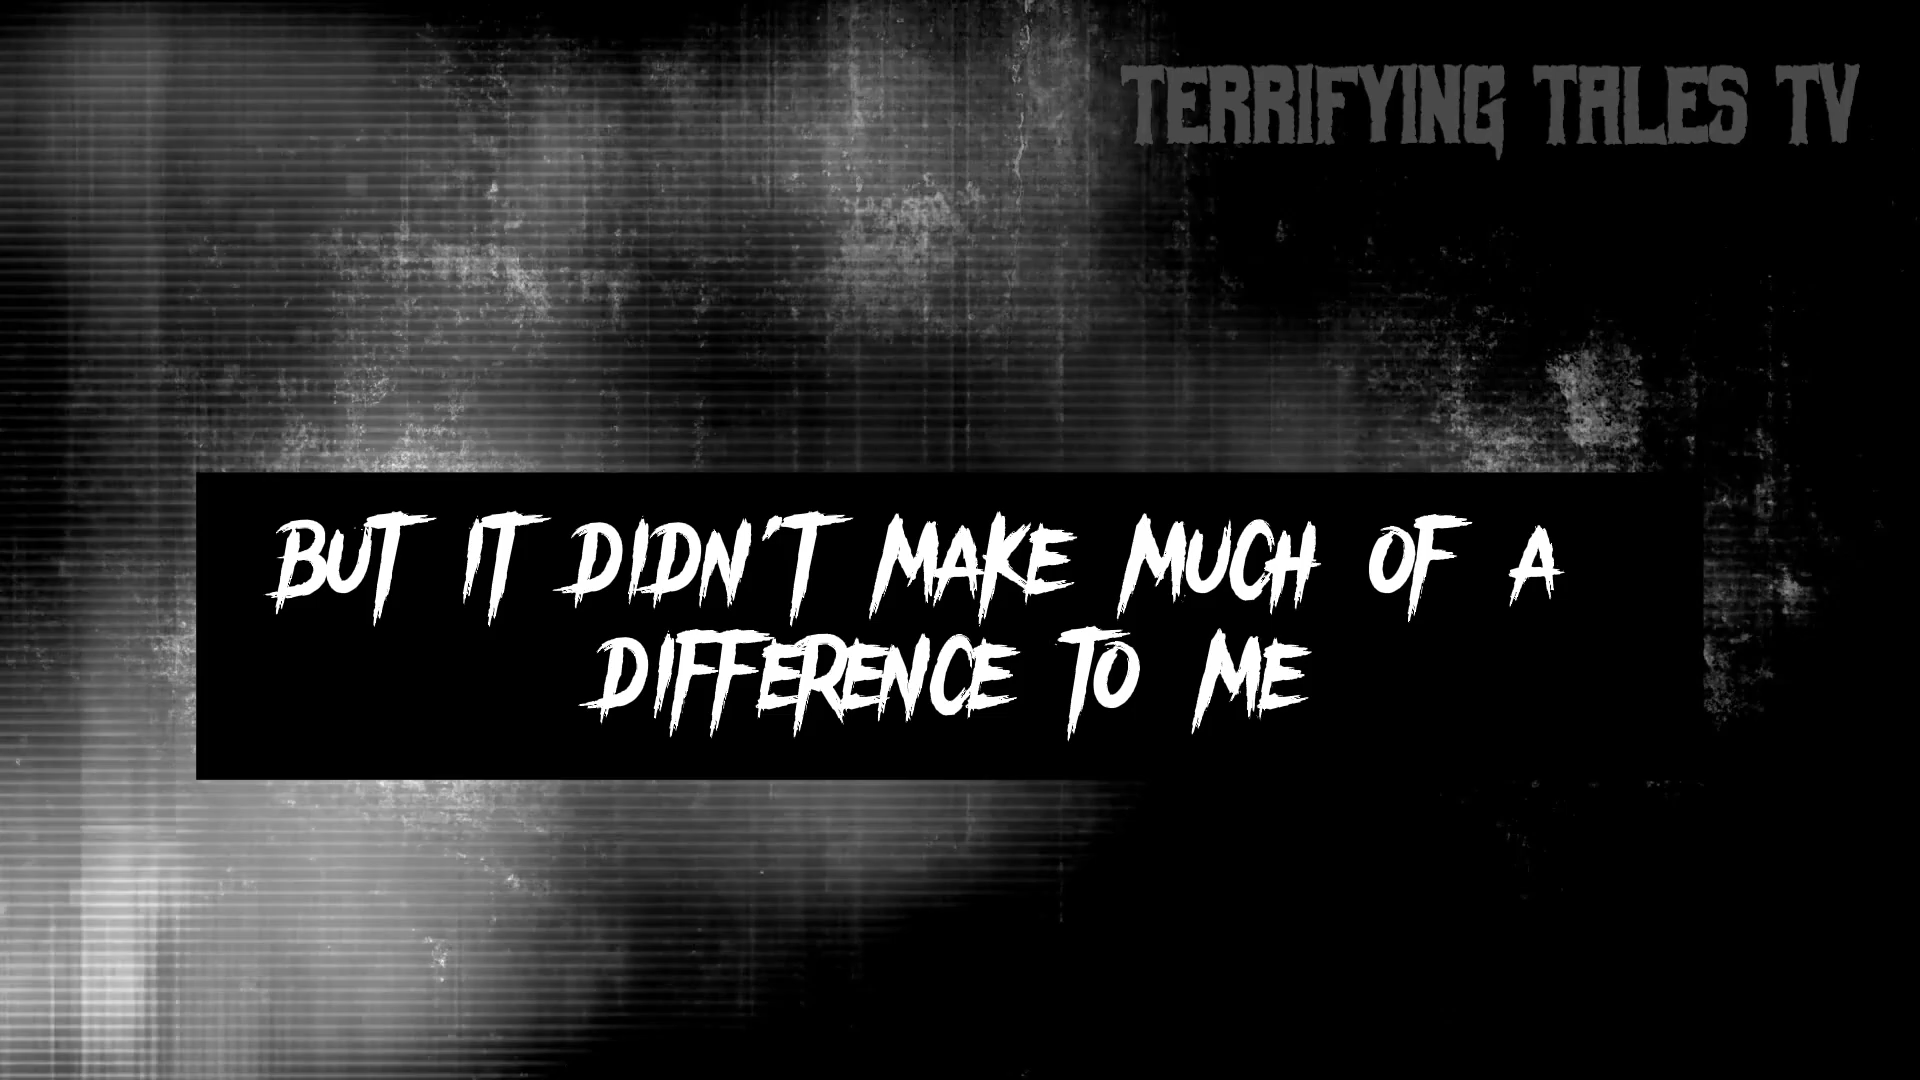 TERRIFYING TALES TV
BUT IT DIDN'T MAKE MUCH OF A
DIFFERENCE TO ME